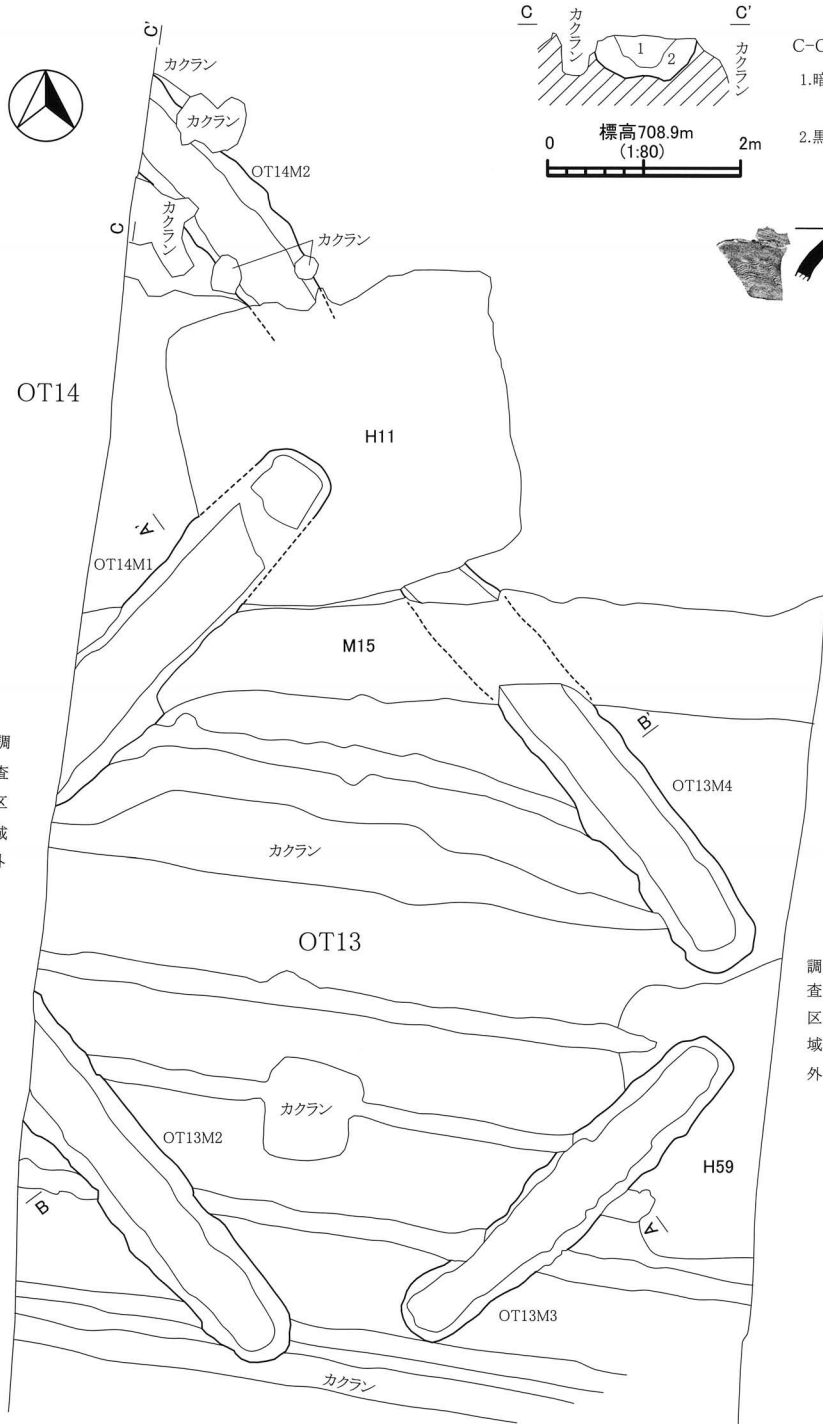 C
カクラン
C'
カクラン
1
2
C-C
1.暗
2.黒
標高708.9m
(1:80)
0
2m
C'
カクラン
カクラン
OT14M2
カクラン
C
カクラン
OT14
H11
A'
OT14M1
M15
B'
OT13M4
調
査
区
域
外
カクラン
OT13
調
査
区
域
外
カクラン
OT13M2
H59
B
A
OT13M3
カクラン